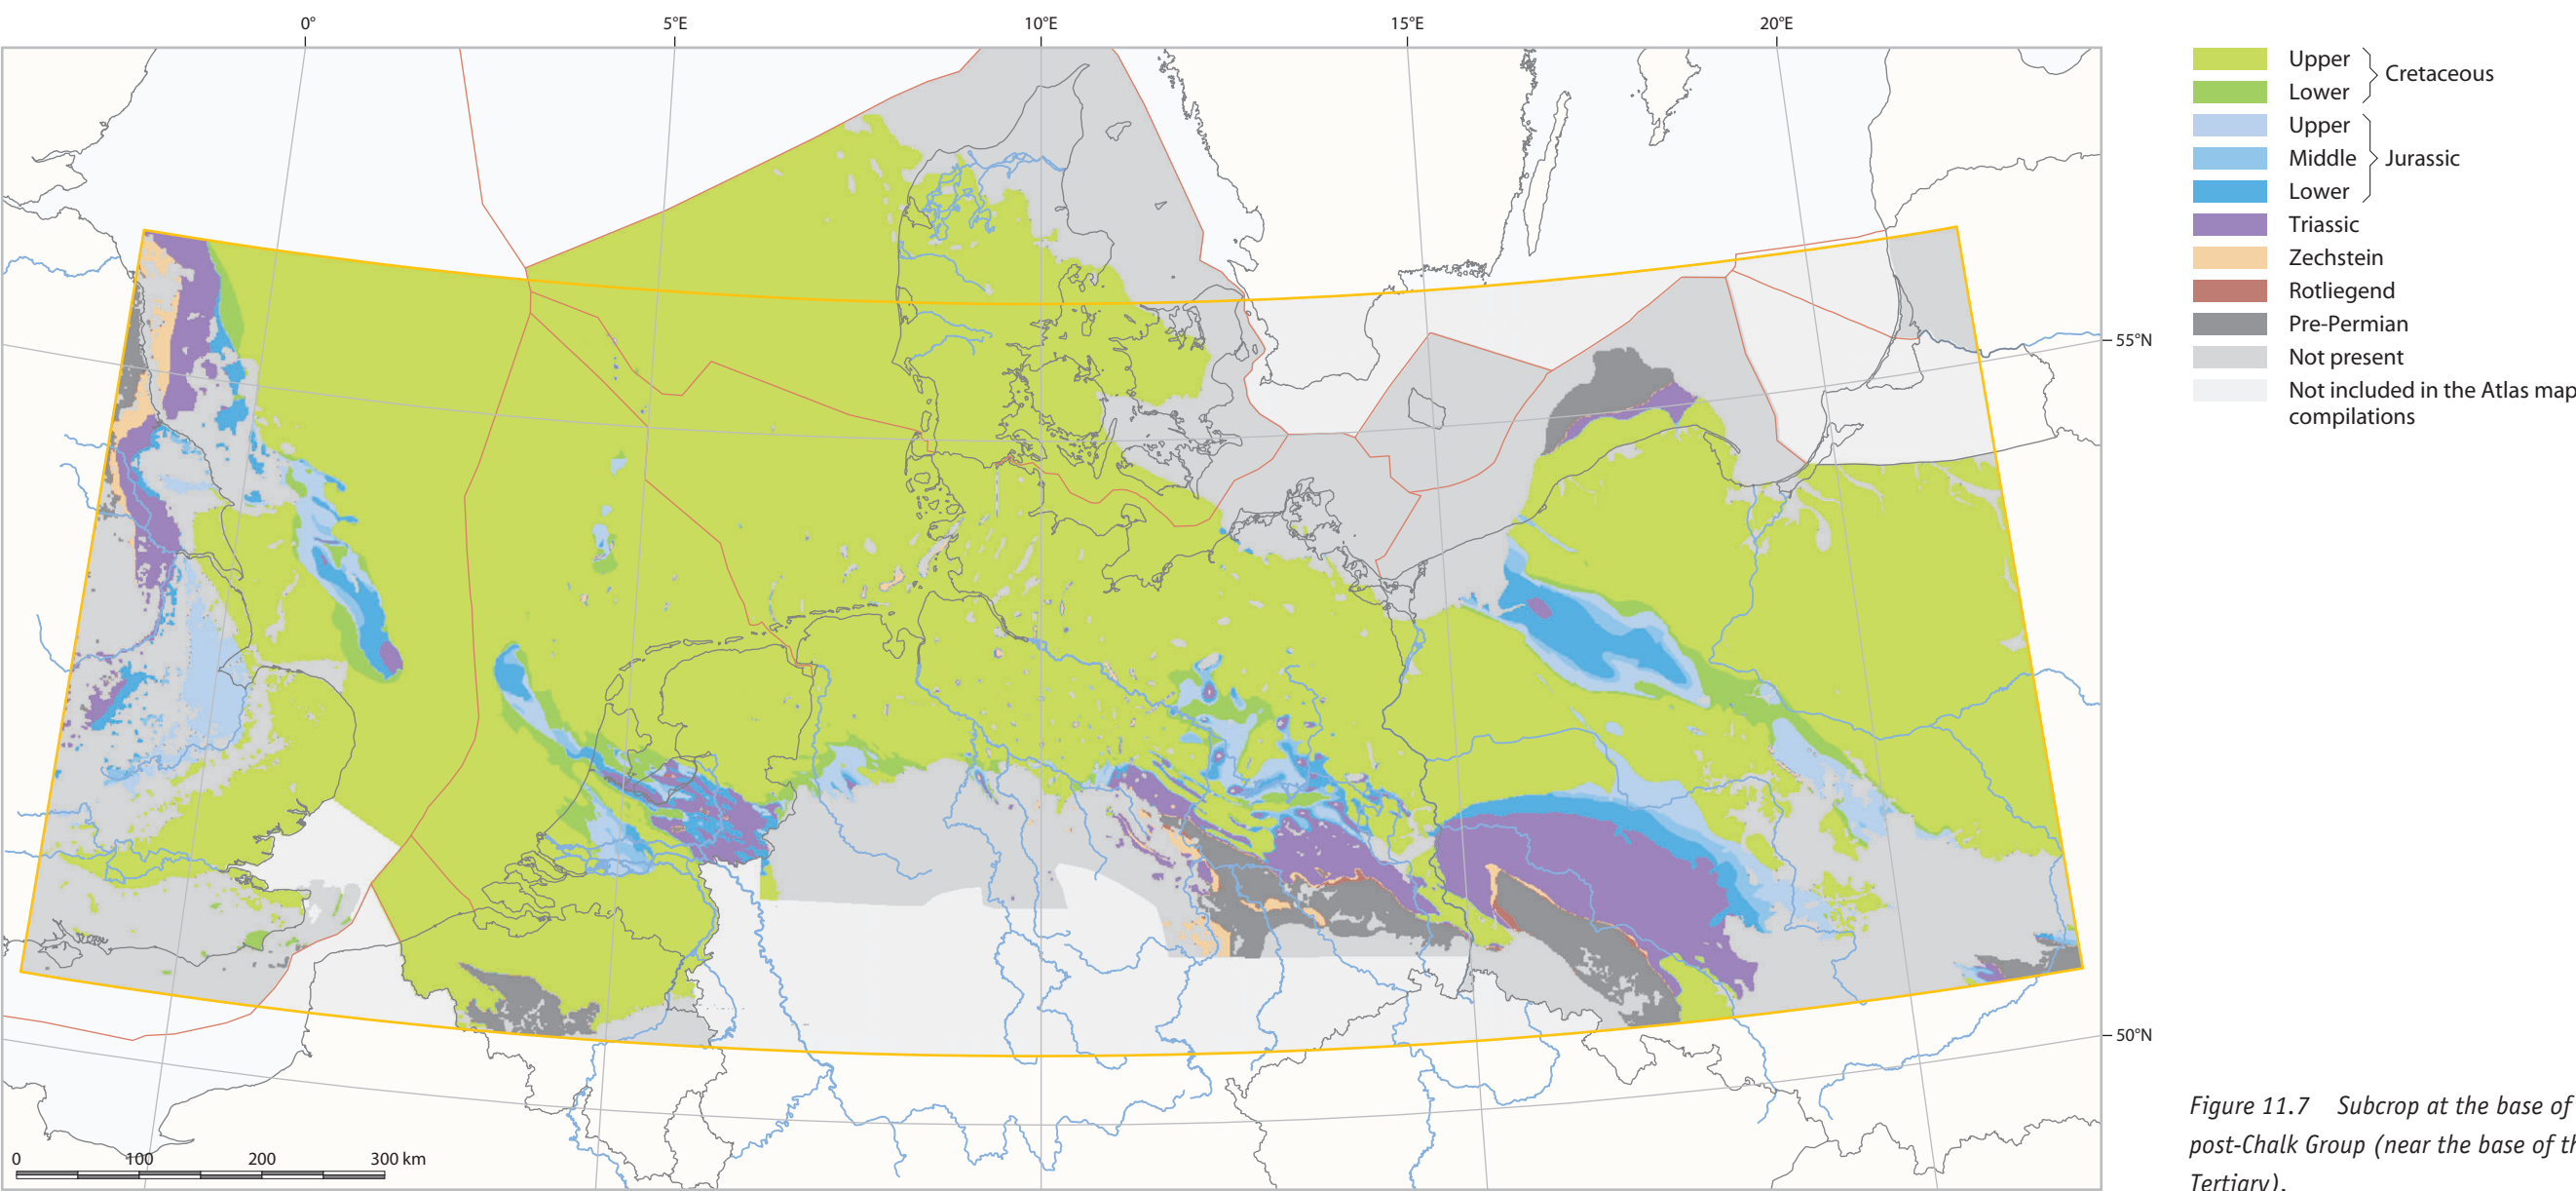 0°
5°E
10°E
15°E
20°E
55°N
50°N
Upper
Cretaceous
Lower
Upper
Middle
Jurassic
Lower
Triassic
Zechstein
Rotliegend
Pre-Permian
Not present
Not included in the Atlas map
compilations
0 100 200 300 km
Figure 11.7 Subcrop at the base of
post-Chalk Group (near the base of th
Tertiary).